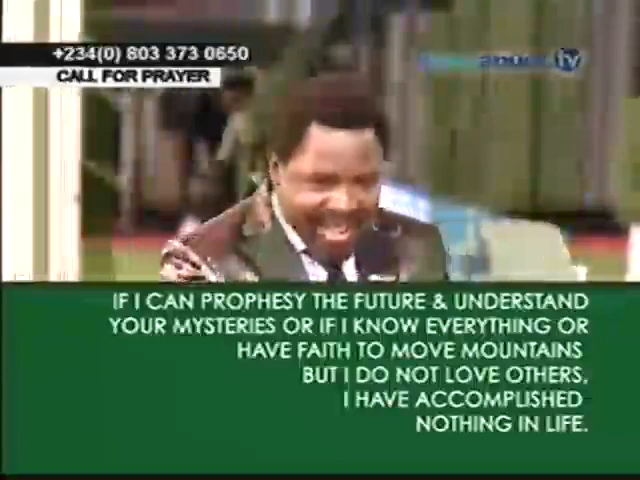 +234(0) 803 373 0650
CALL FOR PRAYER
tv
IF I CAN PROPHESY THE FUTURE & UNDERSTAND
YOUR MYSTERIES OR IF I KNOW EVERYTHING OR
HAVE FAITH TO MOVE MOUNTAINS
BUT I DO NOT LOVE OTHERS,
I HAVE ACCOMPLISHED
NOTHING IN LIFE.